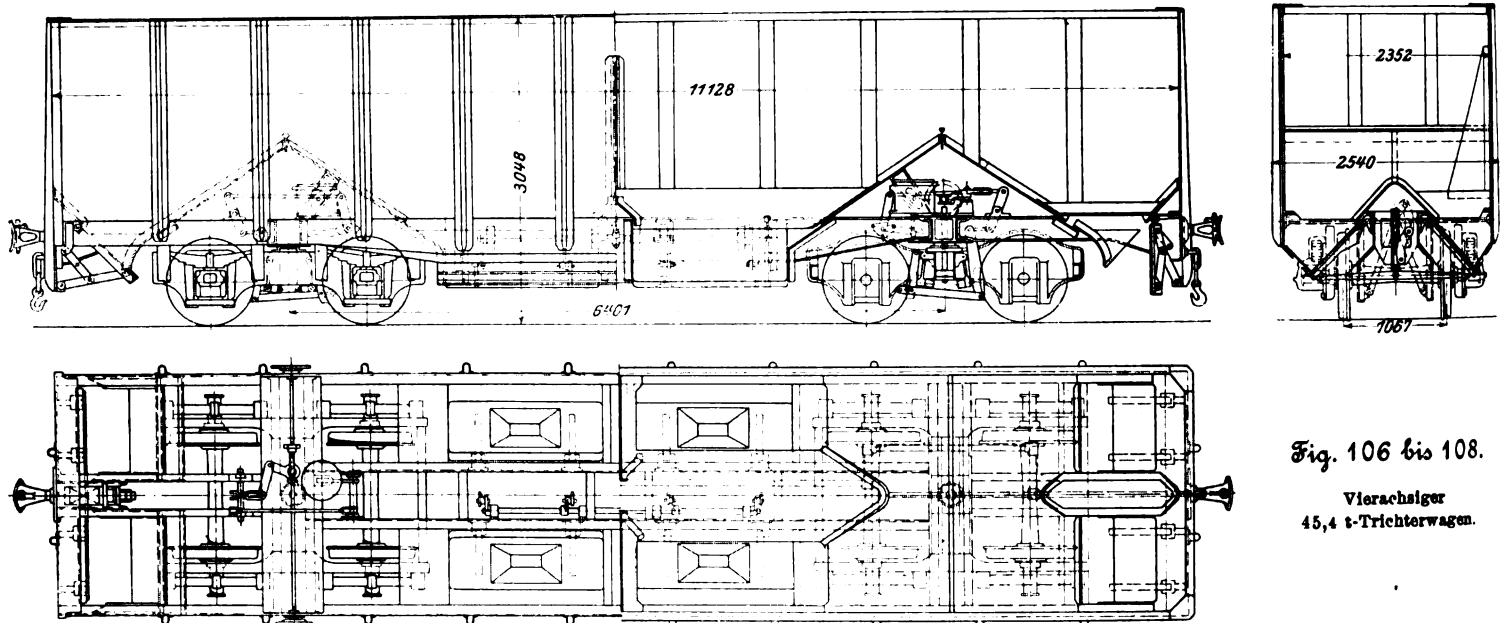 11128
3048
6401
2352
2540
1067
Fig. 106 bis 108.
Vierachsiger
45,4 t-Trichterwagen.